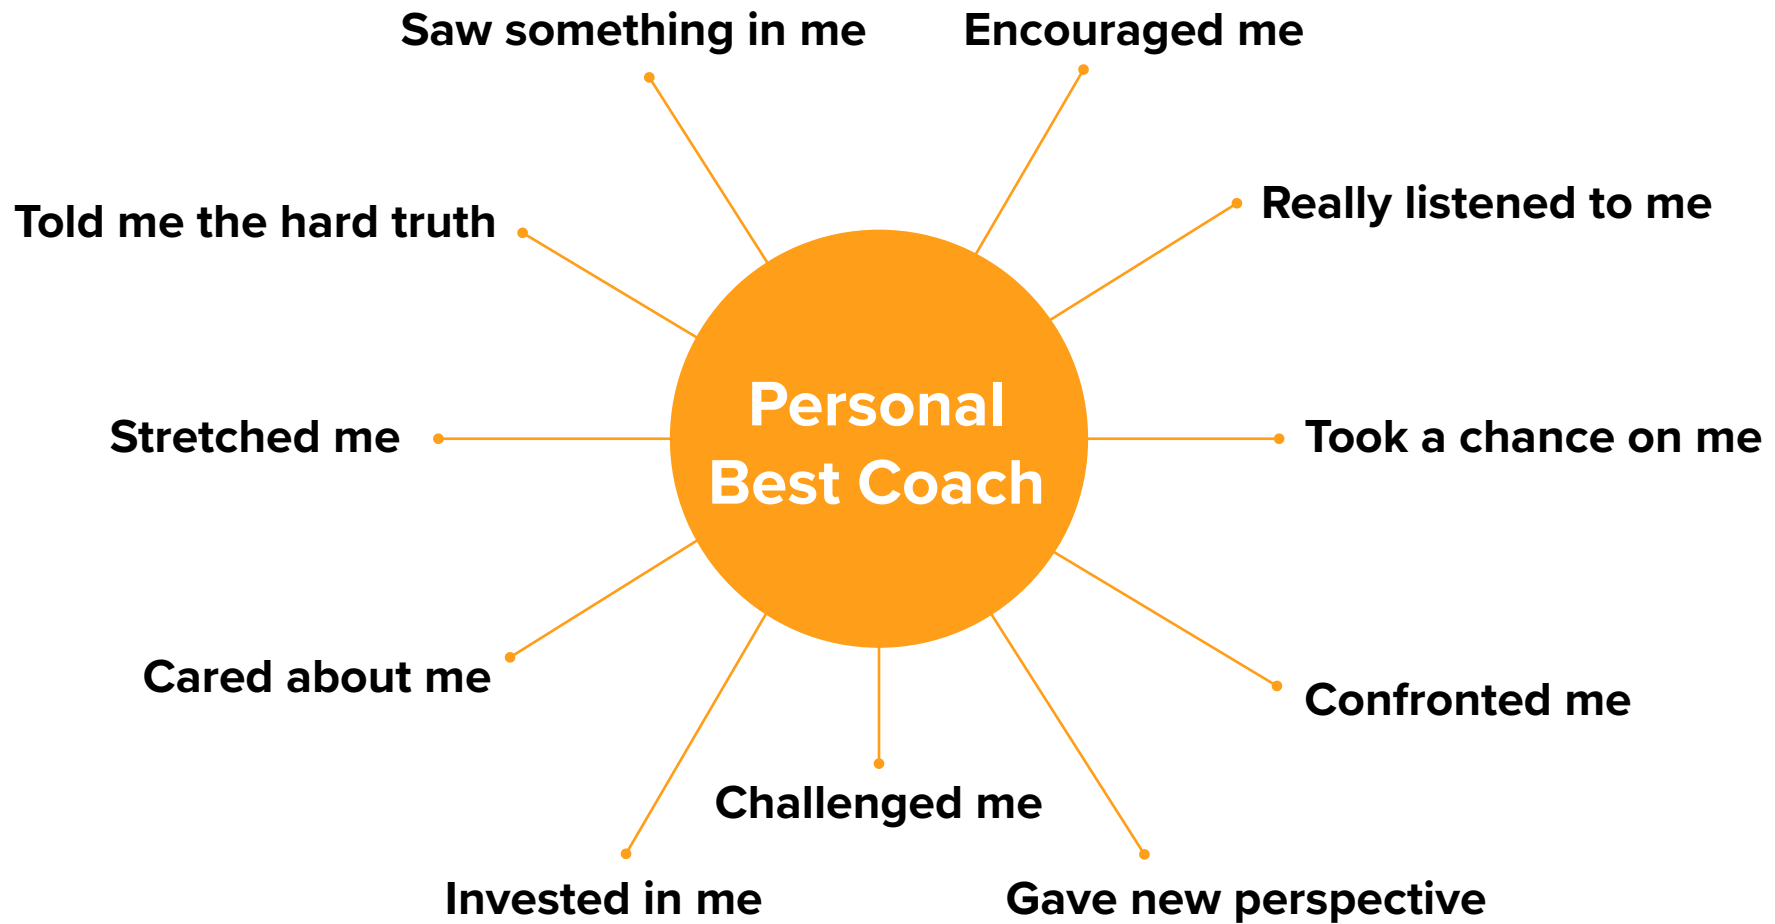 Saw something in me
Encouraged me
Told me the hard truth
Really listened to me
Personal
Best Coach
Stretched me
Took a chance on me
Cared about me
Confronted me
Challenged me
Invested in me
Gave new perspective